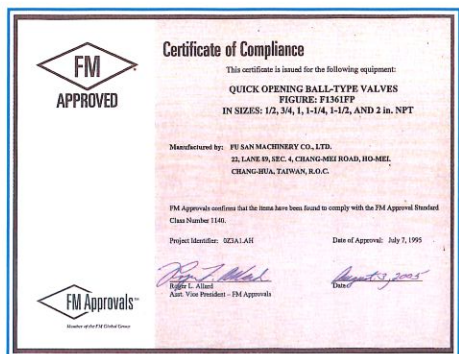 FM
APPROVED
Certificate of Compliance
This certificate is issued for the following equipment:
QUICK OPENING BALL-TYPE VALVES
FIGURE: F1361FP
IN SIZES: 1/2, 3/4, 1, 1-1/4, 1-1/2, AND 2 in. NPT
Manufactured by: FU SAN MACHINERY CO., LTD.
22, LANE 89, SEC. 4, CHANG-MEI ROAD, HO-MEI,
CHANG-HUA, TAIWAN, R.O.C.
FM Approvals confirms that the items have been found to comply with the FM Approval Standard
Class Number 1140.
Project Identifier: 0Z3A1.AH Date of Approval: July 7, 1995
Roger L. Allard August 3, 2005
Roger L. Allard Date
Asst. Vice President – FM Approvals
FM Approvals
Member of the FM Global Group